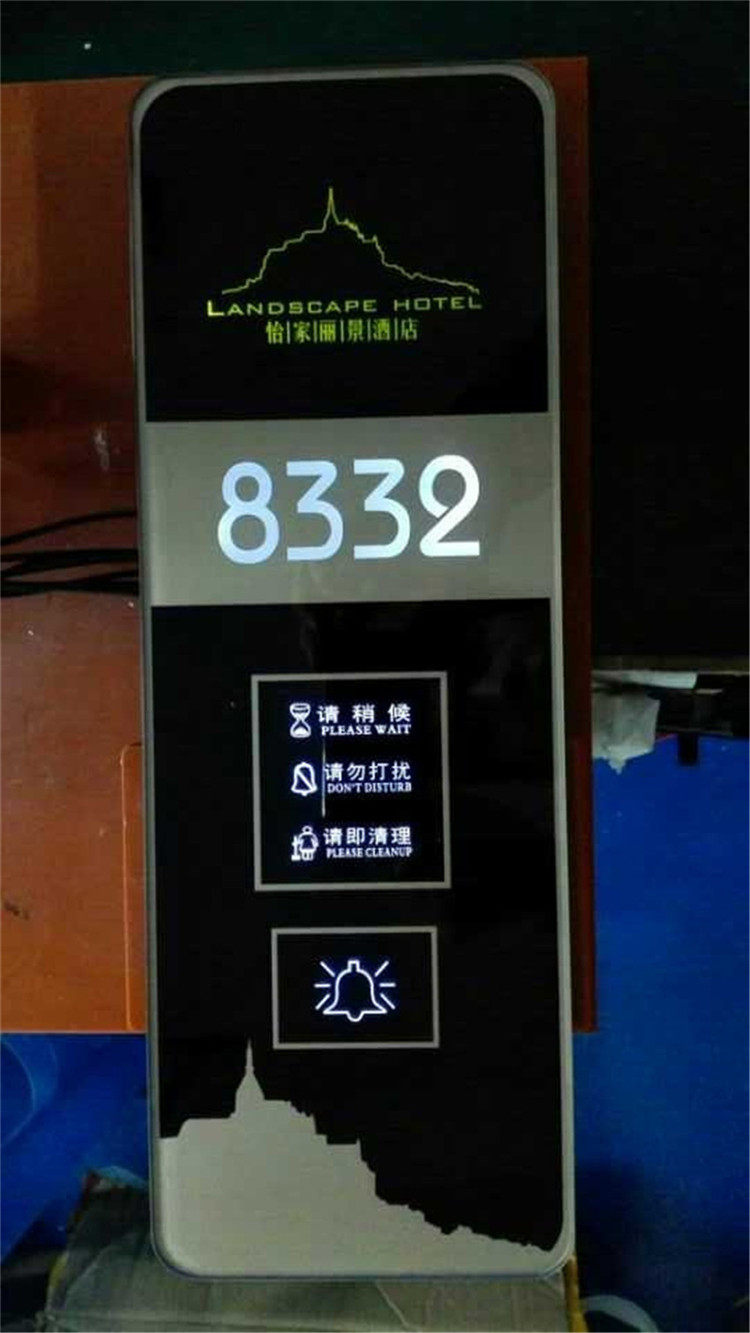 LANDSCAPE HOTEL
怡|家|丽|景|酒|店
8332
请稍候
PLEASE WAIT
请勿打扰
DON'T DISTURB
请即清理
PLEASE CLEANUP